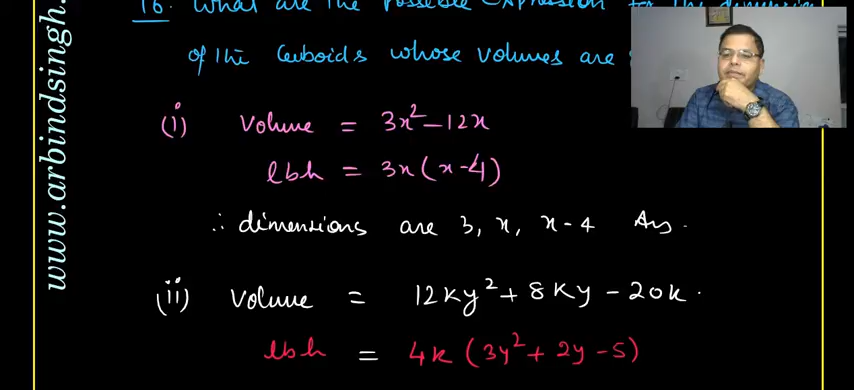 16. What are the possible expression for the dimensions
of the Cuboids whose volumes are
(i) Volume = 3x² – 12x
lbh = 3x (x – 4)
∴ dimensions are 3, x, x – 4 Ans.
(ii) Volume = 12ky² + 8ky – 20k.
lbh = 4k (3y² + 2y – 5)
www.arbindsingh.